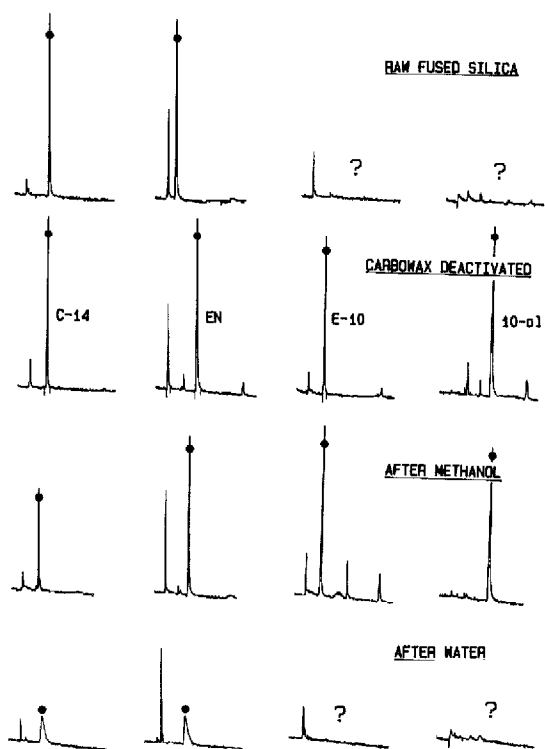 RAW FUSED SILICA
? ?
CARBOWAX DEACTIVATED
C-14 EN E-10 10-ol
AFTER METHANOL
AFTER WATER
? ?